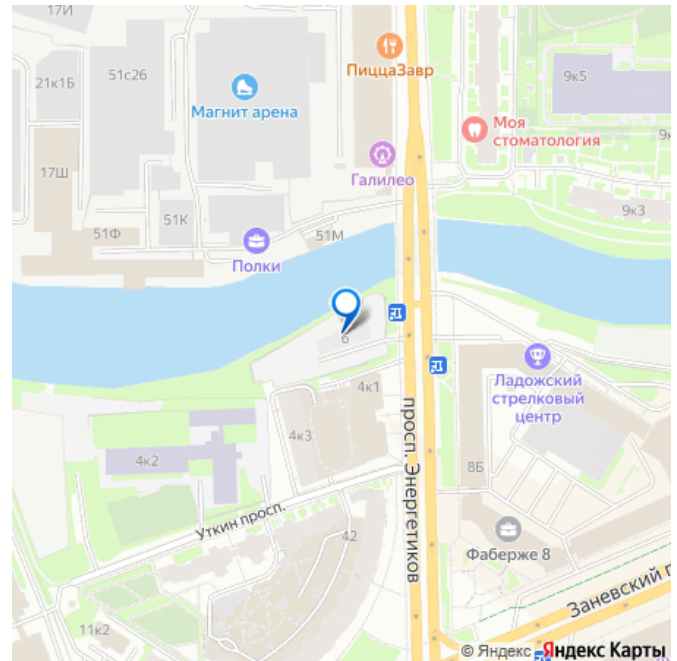 17И
21к1Б
51с26
ПиццаЗавр
Магнит арена
9к5
Моя
стоматология
17Ш
Галилео
51К
51Ф
51М
9к3
Полки
6
Ладожский
стрелковый
центр
4к1
4к3
4к2
просп. Энергетиков
8Б
Уткин просп.
42
Фаберже 8
Заневский п
11к2
© Яндекс Яндекс Карты